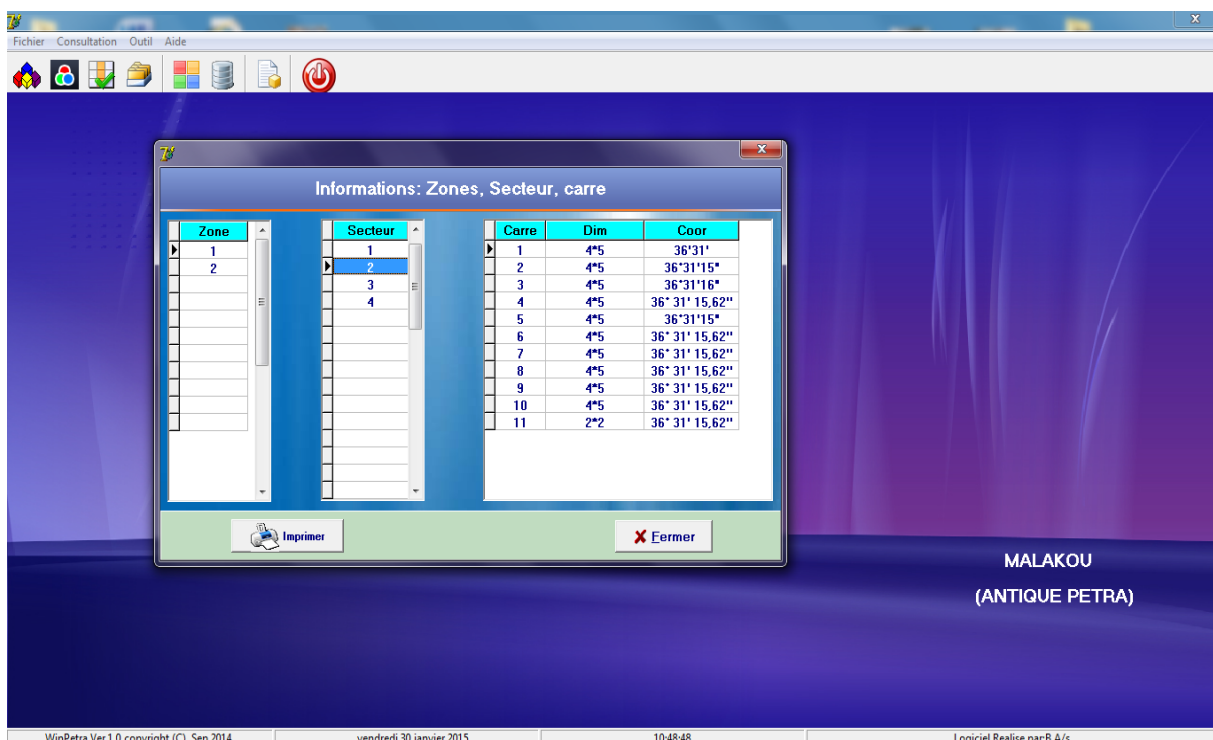 x
Fichier Consultation Outil Aide
x
Informations: Zones, Secteur, carre
Zone Secteur Carre Dim Coor
1 1 1 4*5 36'31'
2 2 2 4*5 36°31'15"
3 3 4*5 36°31'16"
4 4 4*5 36° 31' 15,62''
5 4*5 36°31'15"
6 4*5 36° 31' 15,62''
7 4*5 36° 31' 15,62''
8 4*5 36° 31' 15,62''
9 4*5 36° 31' 15,62''
10 4*5 36° 31' 15,62''
11 2*2 36° 31' 15,62''
Imprimer Fermer
MALAKOU
(ANTIQUE PETRA)
WinPetra Ver 1.0 copyright (C) Sep 2014 vendredi 30 janvier 2015 10:48:48 Logiciel Realise par:B.A/s